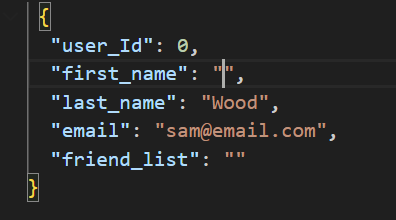 {
"user_Id": 0,
"first_name": "",
"last_name": "Wood",
"email": "sam@email.com",
"friend_list": ""
}